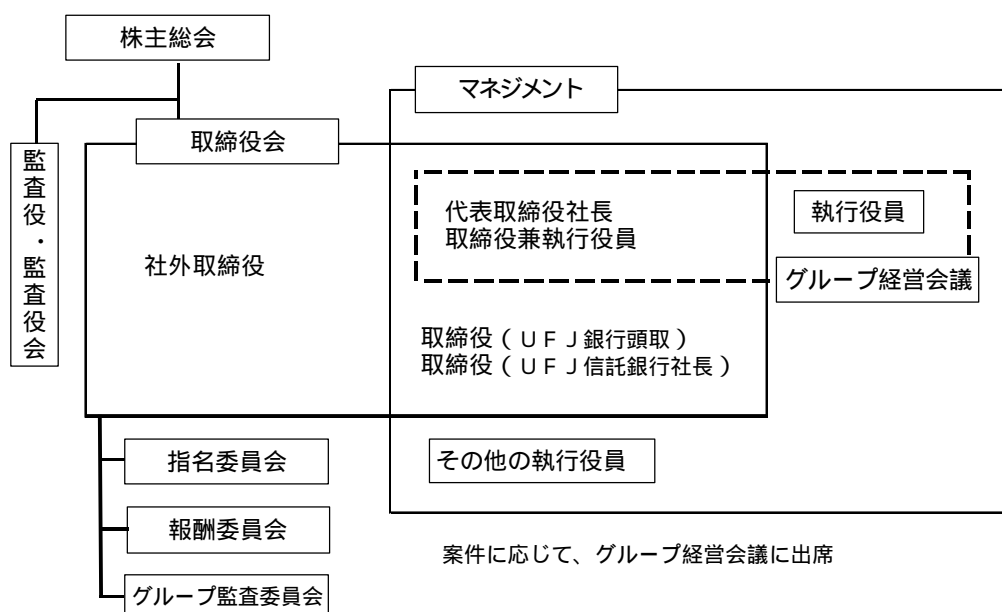 株主総会
マネジメント
取締役会
監査役・監査役会
代表取締役社長
取締役兼執行役員
執行役員
社外取締役
グループ経営会議
取締役（ＵＦＪ銀行頭取）
取締役（ＵＦＪ信託銀行社長）
指名委員会
その他の執行役員
報酬委員会
案件に応じて、グループ経営会議に出席
グループ監査委員会